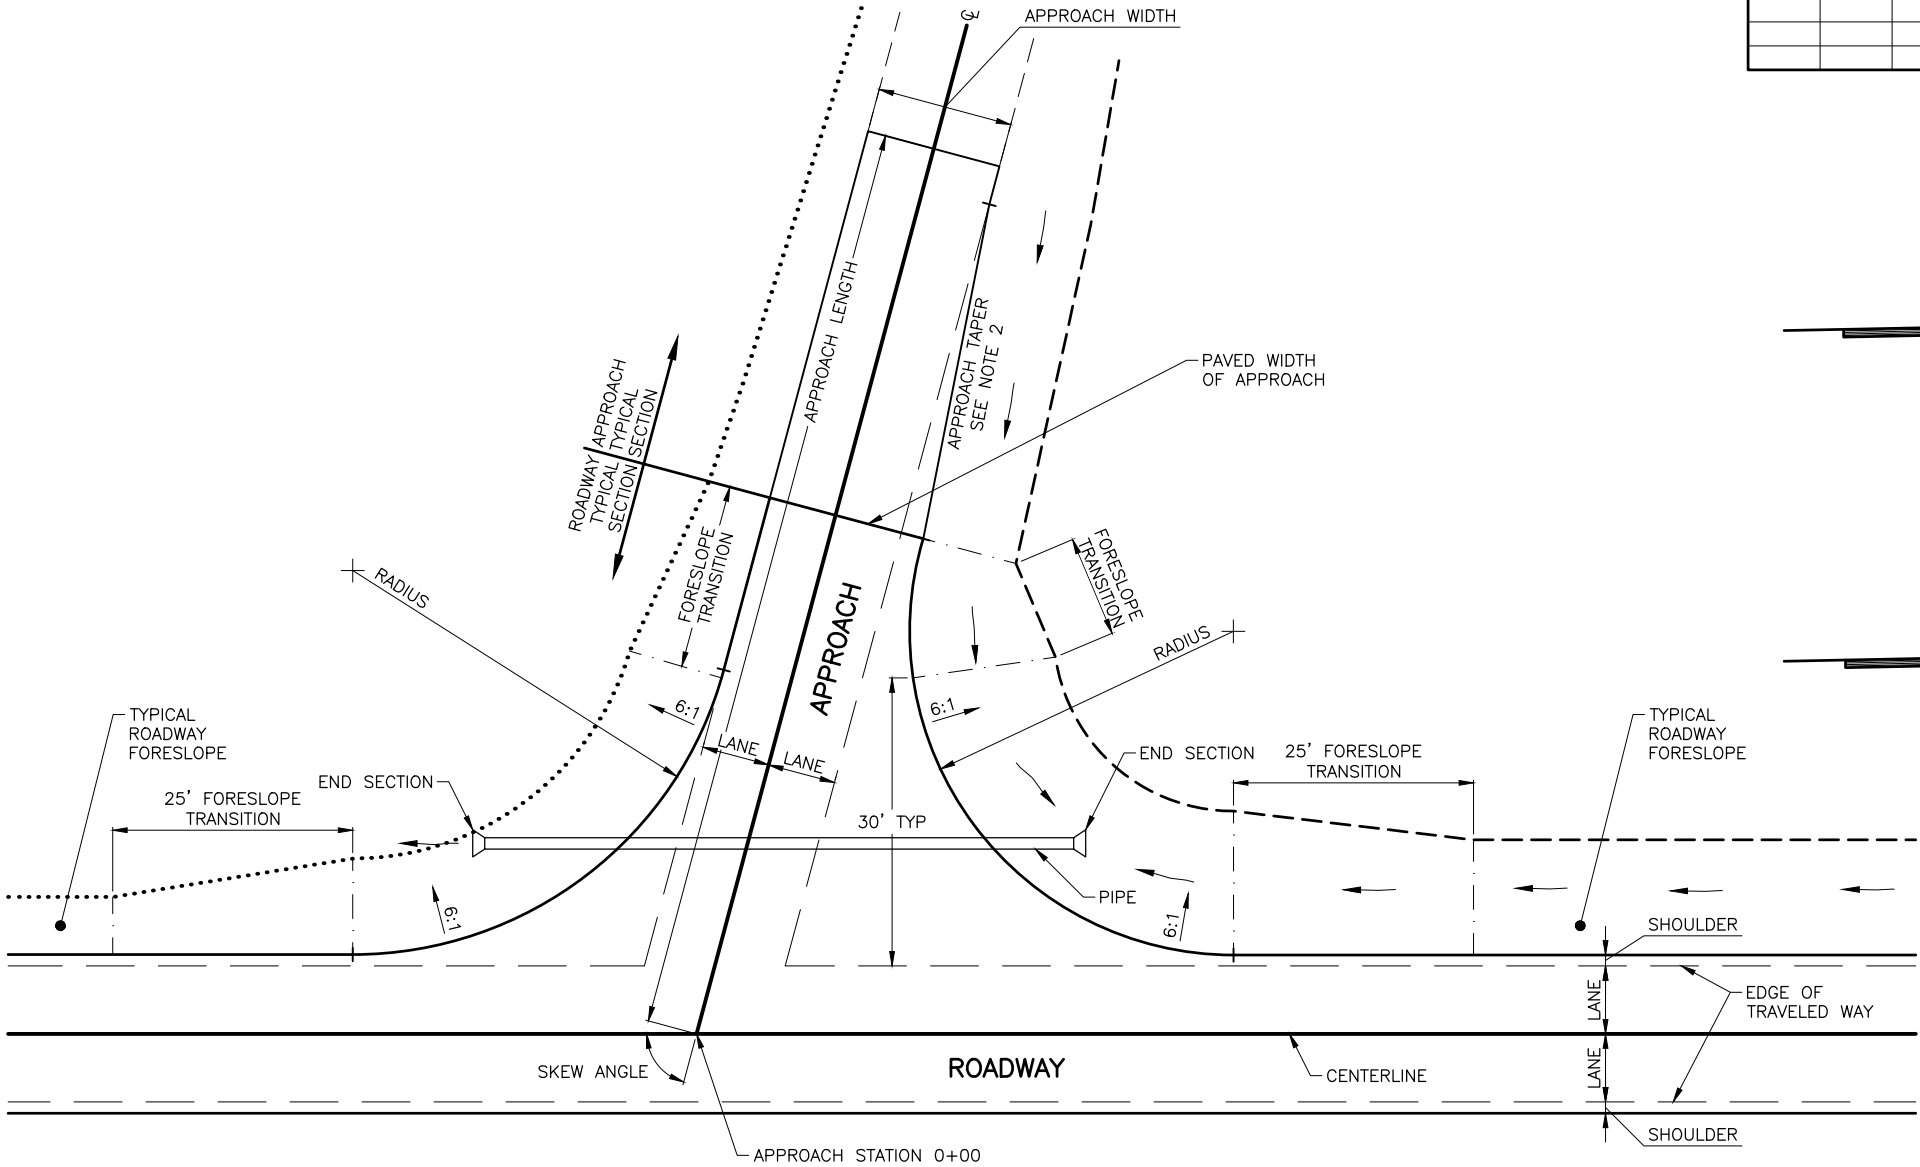 ℄
APPROACH WIDTH
APPROACH LENGTH
APPROACH TAPER
SEE NOTE 2
PAVED WIDTH
OF APPROACH
ROADWAY
TYPICAL
SECTION
APPROACH
TYPICAL
SECTION
FORESLOPE
TRANSITION
FORESLOPE
TRANSITION
RADIUS
RADIUS
APPROACH
6:1
6:1
LANE
LANE
TYPICAL
ROADWAY
FORESLOPE
TYPICAL
ROADWAY
FORESLOPE
END SECTION
END SECTION
25' FORESLOPE
TRANSITION
25' FORESLOPE
TRANSITION
30' TYP
PIPE
6:1
6:1
SHOULDER
LANE
EDGE OF
TRAVELED WAY
SKEW ANGLE
ROADWAY
CENTERLINE
LANE
SHOULDER
APPROACH STATION 0+00